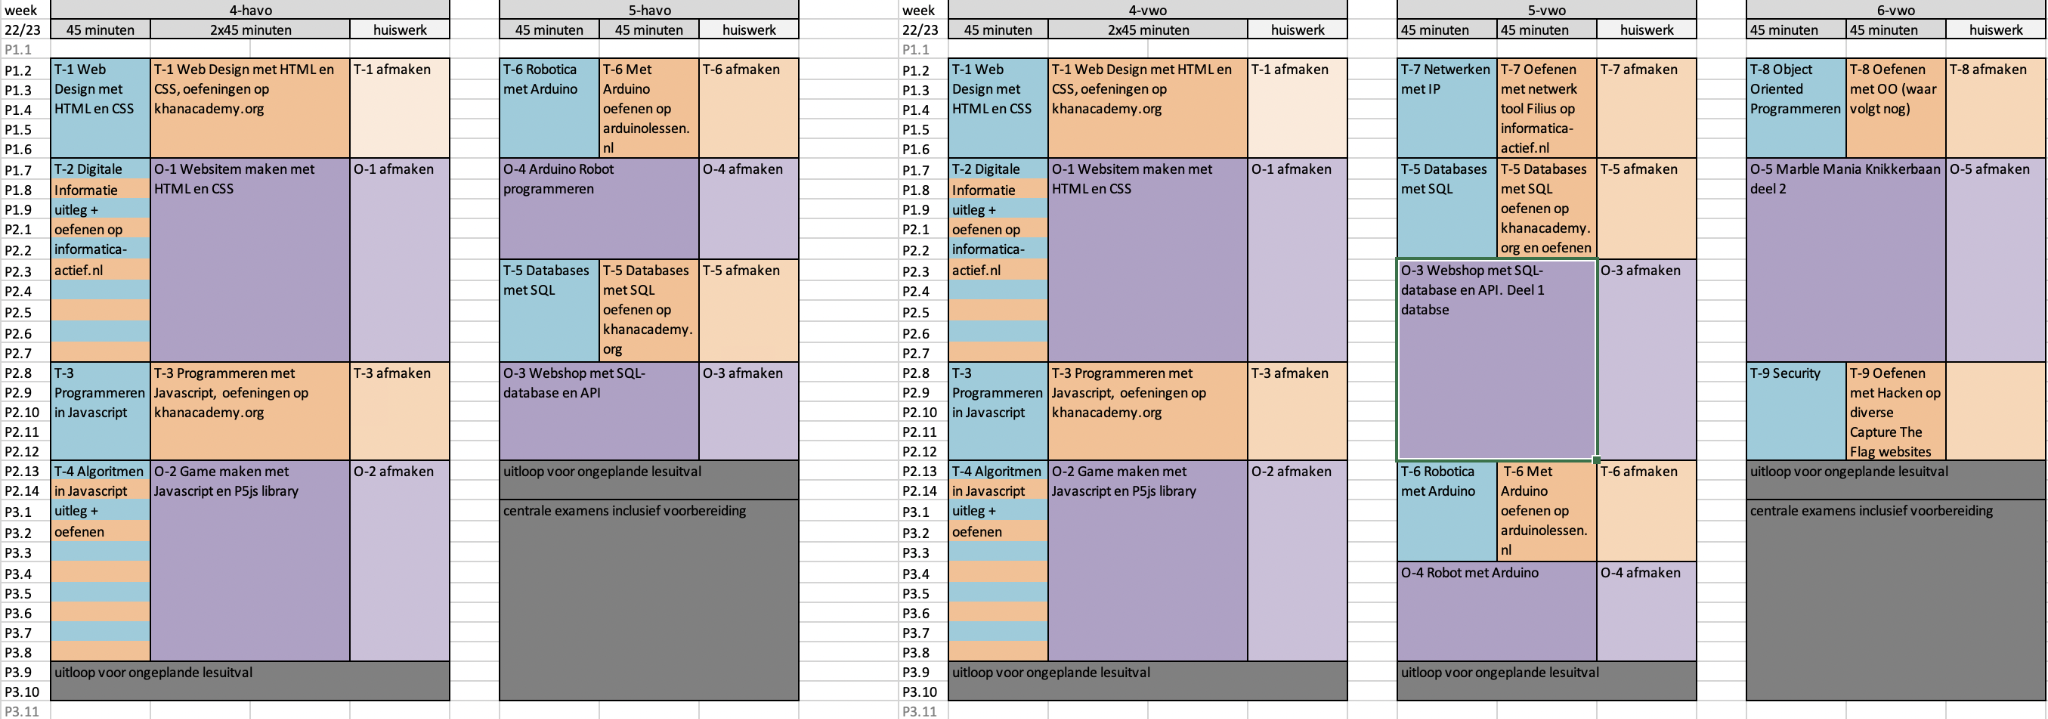 week
22/23
P1.1
P1.2
P1.3
P1.4
P1.5
P1.6
P1.7
P1.8
P1.9
P2.1
P2.2
P2.3
P2.4
P2.5
P2.6
P2.7
P2.8
P2.9
P2.10
P2.11
P2.12
P2.13
P2.14
P3.1
P3.2
P3.3
P3.4
P3.5
P3.6
P3.7
P3.8
P3.9
P3.10
P3.11
4-havo
45 minuten
2x45 minuten
huiswerk
T-1 Web
Design met
HTML en CSS
T-1 Web Design met HTML en
CSS, oefeningen op
khanacademy.org
T-1 afmaken
T-2 Digitale
Informatie
uitleg +
oefenen op
informatica-
actief.nl
O-1 Websitem maken met
HTML en CSS
O-1 afmaken
T-3
Programmeren
in Javascript
T-3 Programmeren met
Javascript, oefeningen op
khanacademy.org
T-3 afmaken
T-4 Algoritmen
in Javascript
uitleg +
oefenen
O-2 Game maken met
Javascript en P5js library
O-2 afmaken
uitloop voor ongeplande lesuitval
5-havo
45 minuten
45 minuten
huiswerk
T-6 Robotica
met Arduino
T-6 Met
Arduino
oefenen op
arduinolessen.
nl
T-6 afmaken
O-4 Arduino Robot
programmeren
O-4 afmaken
T-5 Databases
met SQL
T-5 Databases
met SQL
oefenen op
khanacademy.
org
T-5 afmaken
O-3 Webshop met SQL-
database en API
O-3 afmaken
uitloop voor ongeplande lesuitval
centrale examens inclusief voorbereiding
week
22/23
P1.1
P1.2
P1.3
P1.4
P1.5
P1.6
P1.7
P1.8
P1.9
P2.1
P2.2
P2.3
P2.4
P2.5
P2.6
P2.7
P2.8
P2.9
P2.10
P2.11
P2.12
P2.13
P2.14
P3.1
P3.2
P3.3
P3.4
P3.5
P3.6
P3.7
P3.8
P3.9
P3.10
P3.11
4-vwo
45 minuten
2x45 minuten
huiswerk
T-1 Web
Design met
HTML en CSS
T-1 Web Design met HTML en
CSS, oefeningen op
khanacademy.org
T-1 afmaken
T-2 Digitale
Informatie
uitleg +
oefenen op
informatica-
actief.nl
O-1 Websitem maken met
HTML en CSS
O-1 afmaken
T-3
Programmeren
in Javascript
T-3 Programmeren met
Javascript, oefeningen op
khanacademy.org
T-3 afmaken
T-4 Algoritmen
in Javascript
uitleg +
oefenen
O-2 Game maken met
Javascript en P5js library
O-2 afmaken
uitloop voor ongeplande lesuitval
5-vwo
45 minuten
45 minuten
huiswerk
T-7 Netwerken
met IP
T-7 Oefenen
met netwerk
tool Filius op
informatica-
actief.nl
T-7 afmaken
T-5 Databases
met SQL
T-5 Databases
met SQL
oefenen op
khanacademy.
org en oefenen
T-5 afmaken
O-3 Webshop met SQL-
database en API. Deel 1
databse
O-3 afmaken
T-6 Robotica
met Arduino
T-6 Met
Arduino
oefenen op
arduinolessen.
nl
T-6 afmaken
O-4 Robot met Arduino
O-4 afmaken
uitloop voor ongeplande lesuitval
6-vwo
45 minuten
45 minuten
huiswerk
T-8 Object
Oriented
Programmeren
T-8 Oefenen
met OO (waar
volgt nog)
T-8 afmaken
O-5 Marble Mania Knikkerbaan
deel 2
O-5 afmaken
T-9 Security
T-9 Oefenen
met Hacken op
diverse
Capture The
Flag websites
uitloop voor ongeplande lesuitval
centrale examens inclusief voorbereiding